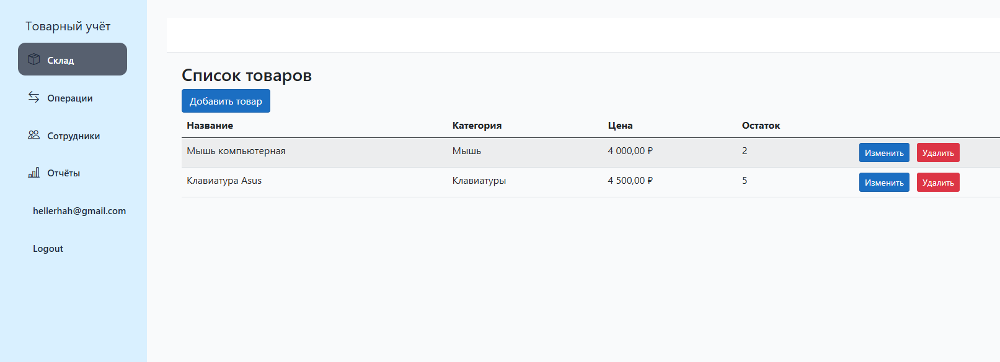 Товарный учёт
Склад
Операции
Сотрудники
Отчёты
hellerhah@gmail.com
Logout
Список товаров
Добавить товар
Название Категория Цена Остаток
Мышь компьютерная Мышь 4 000,00 ₽ 2 Изменить Удалить
Клавиатура Asus Клавиатуры 4 500,00 ₽ 5 Изменить Удалить